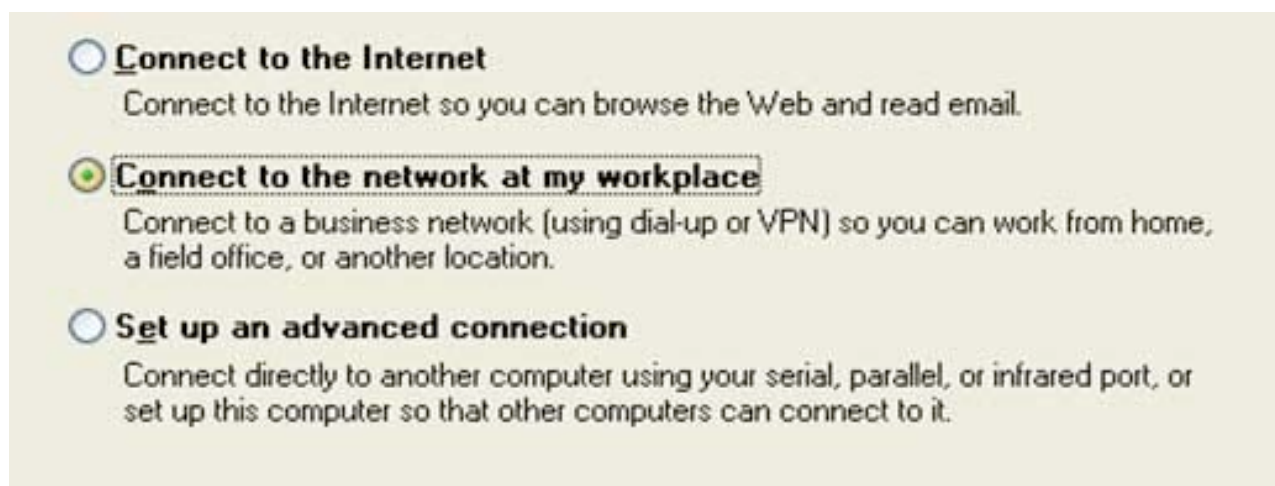 Connect to the Internet
Connect to the Internet so you can browse the Web and read email.
Connect to the network at my workplace
Connect to a business network (using dial-up or VPN) so you can work from home,
a field office, or another location.
Set up an advanced connection
Connect directly to another computer using your serial, parallel, or infrared port, or
set up this computer so that other computers can connect to it.